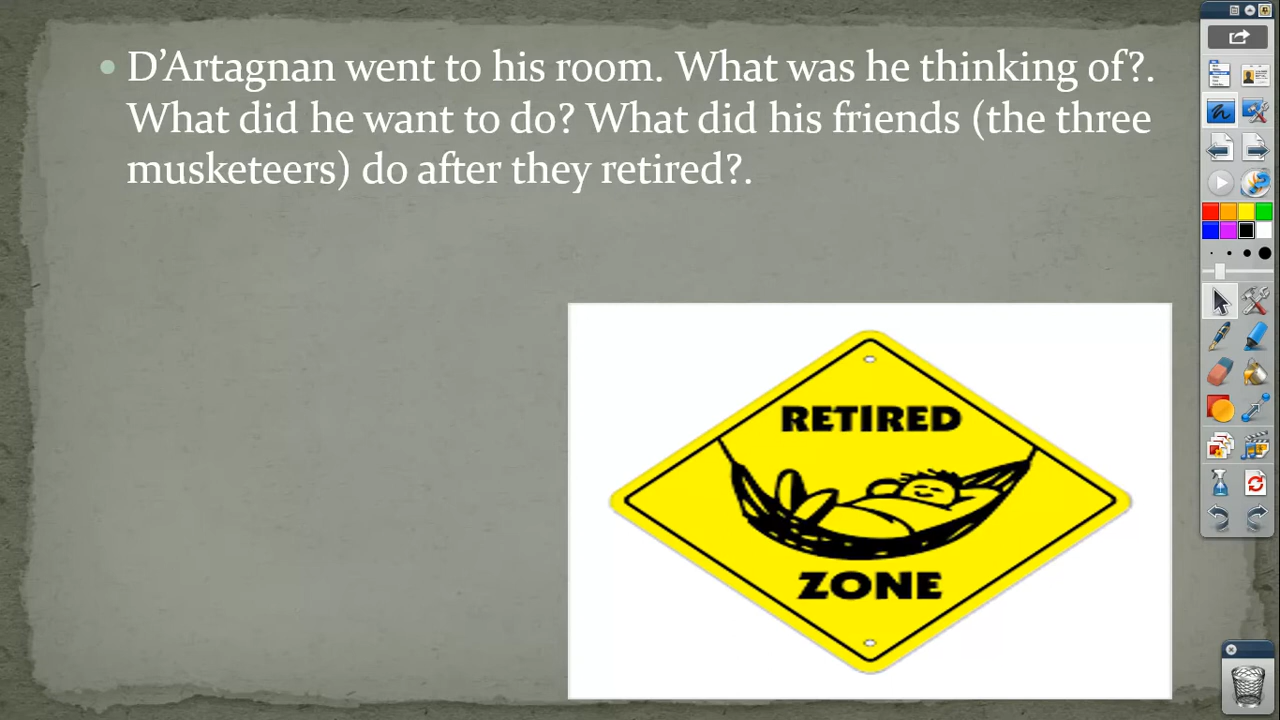 D’Artagnan went to his room. What was he thinking of?.
What did he want to do? What did his friends (the three
musketeers) do after they retired?.
RETIRED
ZONE